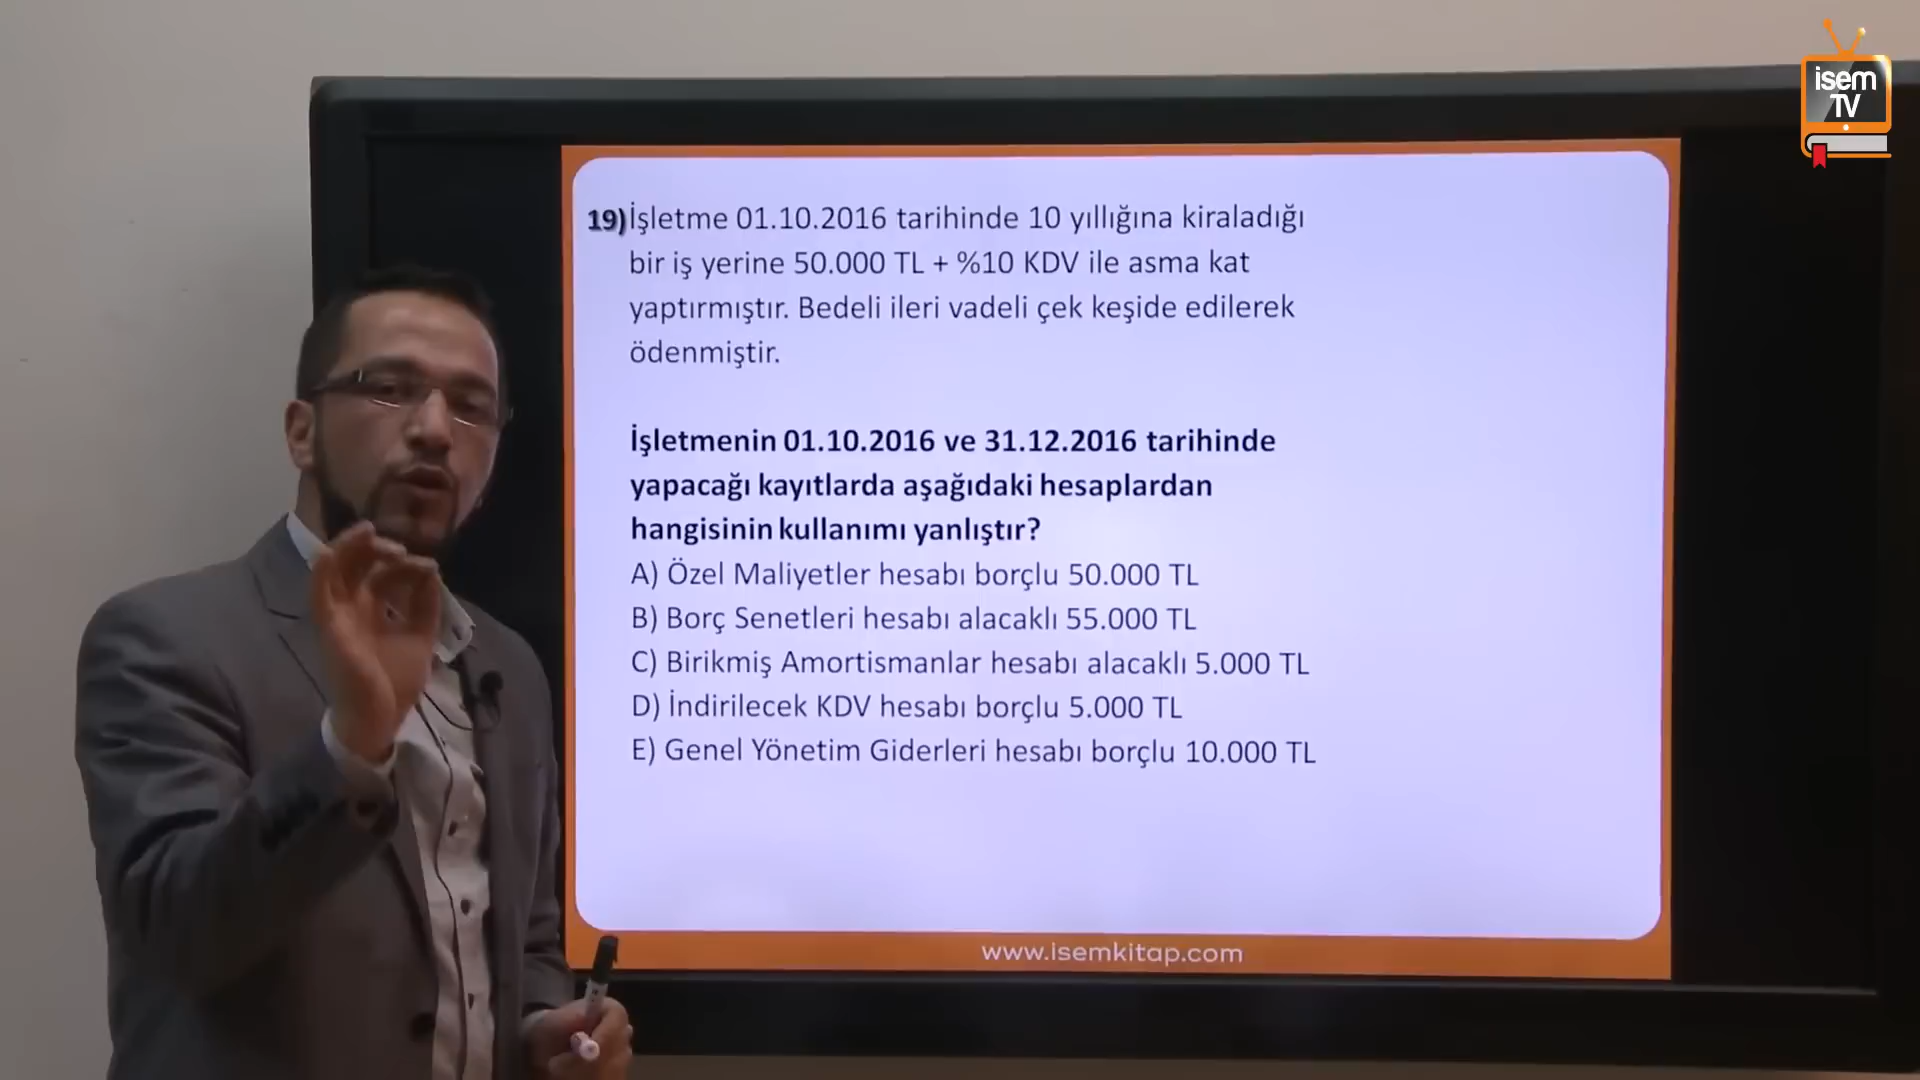 isem
TV
19) İşletme 01.10.2016 tarihinde 10 yıllığına kiraladığı
bir iş yerine 50.000 TL + %10 KDV ile asma kat
yaptırmıştır. Bedeli ileri vadeli çek keşide edilerek
ödenmiştir.
İşletmenin 01.10.2016 ve 31.12.2016 tarihinde
yapacağı kayıtlarda aşağıdaki hesaplardan
hangisinin kullanımı yanlıştır?
A) Özel Maliyetler hesabı borçlu 50.000 TL
B) Borç Senetleri hesabı alacaklı 55.000 TL
C) Birikmiş Amortismanlar hesabı alacaklı 5.000 TL
D) İndirilecek KDV hesabı borçlu 5.000 TL
E) Genel Yönetim Giderleri hesabı borçlu 10.000 TL
www.isemkitap.com